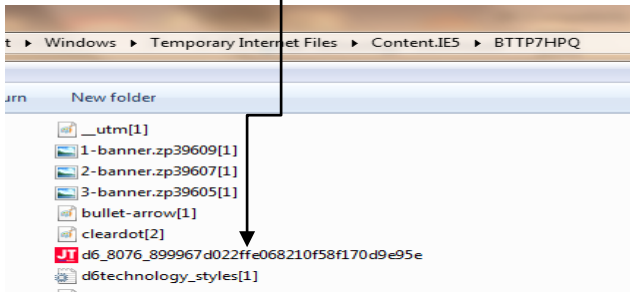 t ▸ Windows ▸ Temporary Internet Files ▸ Content.IE5 ▸ BTTP7HPQ
urn New folder
__utm[1]
1-banner.zp39609[1]
2-banner.zp39607[1]
3-banner.zp39605[1]
bullet-arrow[1]
cleardot[2]
JT d6_8076_899967d022ffe068210f58f170d9e95e
d6technology_styles[1]